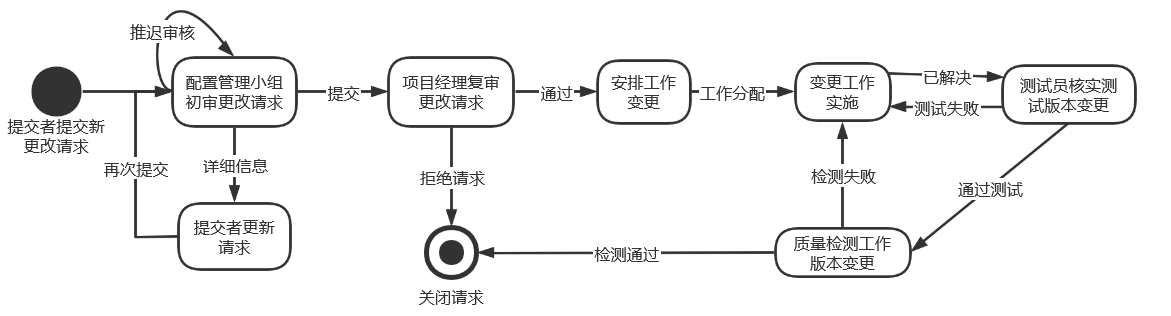 推迟审核
配置管理小组
初审更改请求
提交
项目经理复审
更改请求
通过
安排工作
变更
工作分配
变更工作
实施
已解决
测试失败
测试员核实测
试版本变更
提交者提交新
更改请求
再次提交
详细信息
拒绝请求
检测失败
通过测试
提交者更新
请求
检测通过
质量检测工作
版本变更
关闭请求